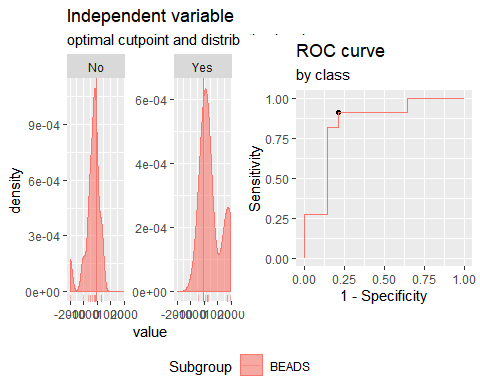 Independent variable
optimal cutpoint and distrib
No
Yes
9e-04
6e-04
3e-04
0e+00
6e-04
4e-04
2e-04
0e+00
density
value
ROC curve
by class
1.00
0.75
0.50
0.25
0.00
Sensitivity
0.00 0.25 0.50 0.75 1.00
1 - Specificity
Subgroup BEADS